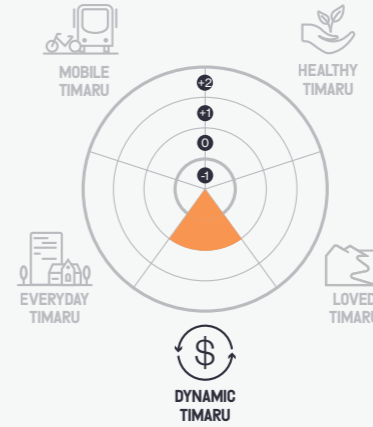 MOBILE
TIMARU
HEALTHY
TIMARU
+2
+1
0
-1
EVERYDAY
TIMARU
LOVED
TIMARU
$
DYNAMIC
TIMARU